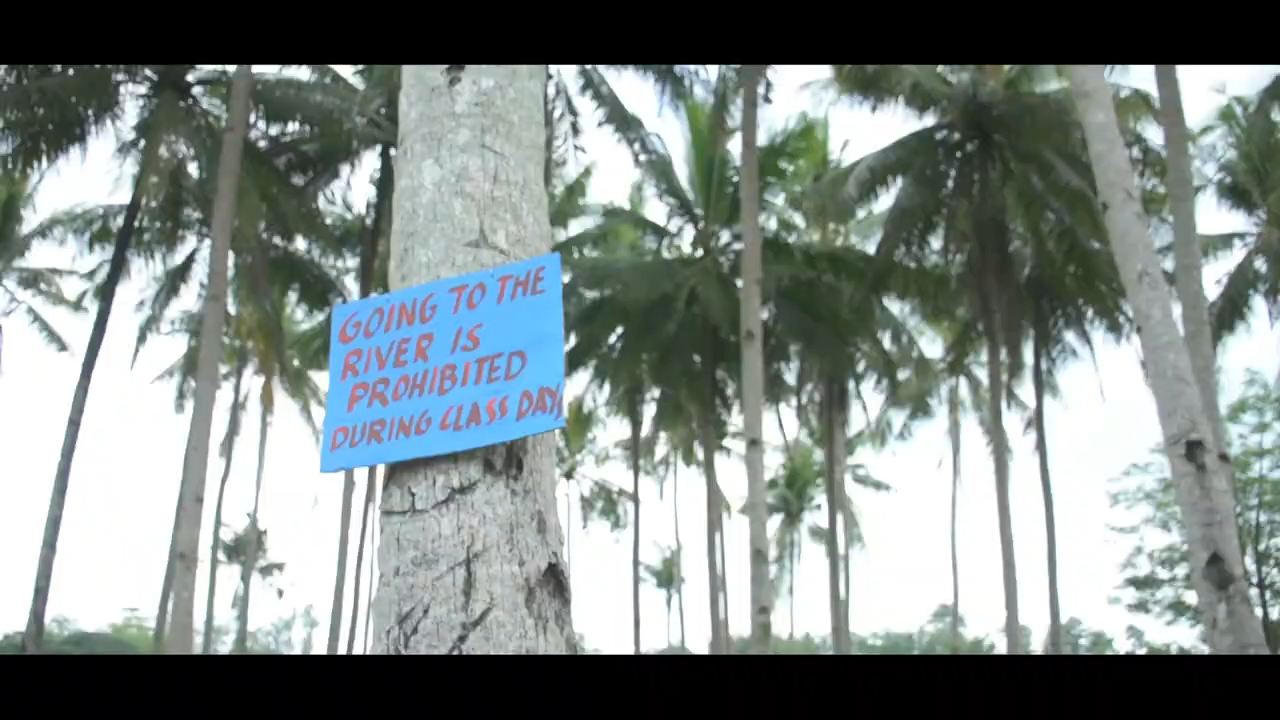 GOING TO THE
RIVER IS
PROHIBITED
DURING CLASS DAYS